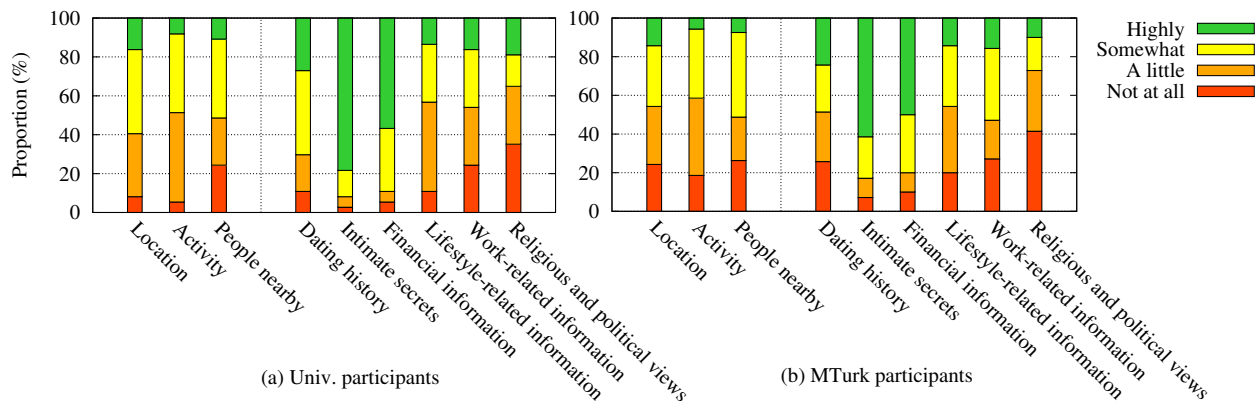 Proportion (%)
100
80
60
40
20
0
Location
Activity
People nearby
Dating history
Intimate secrets
Financial information
Lifestyle-related information
Work-related information
Religious and political views
(a) Univ. participants
100
80
60
40
20
0
Location
Activity
People nearby
Dating history
Intimate secrets
Financial information
Lifestyle-related information
Work-related information
Religious and political views
(b) MTurk participants
Highly
Somewhat
A little
Not at all